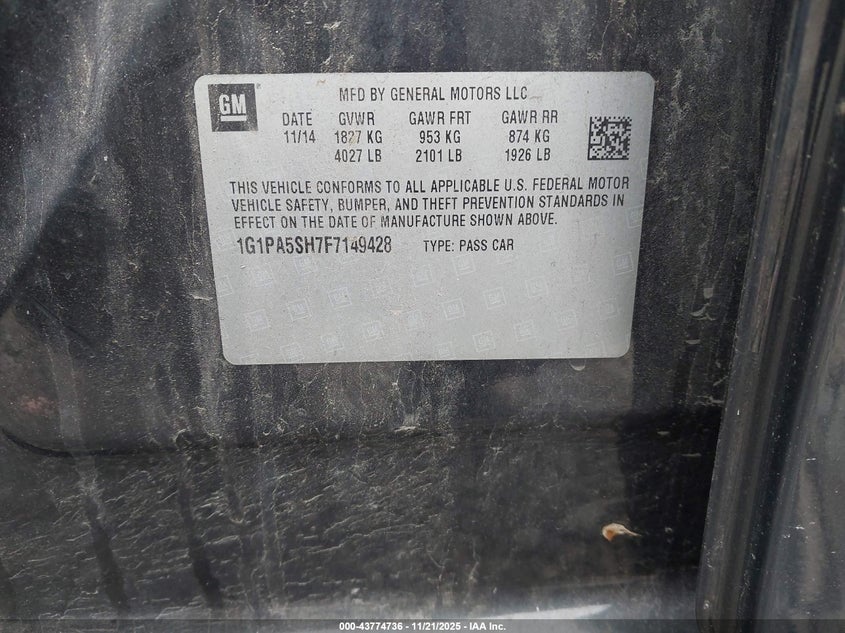 GM
MFD BY GENERAL MOTORS LLC
DATE GVWR GAWR FRT GAWR RR
11/14 1827 KG 953 KG 874 KG
4027 LB 2101 LB 1926 LB
THIS VEHICLE CONFORMS TO ALL APPLICABLE U.S. FEDERAL MOTOR
VEHICLE SAFETY, BUMPER, AND THEFT PREVENTION STANDARDS IN
EFFECT ON THE DATE OF MANUFACTURE SHOWN ABOVE.
1G1PA5SH7F7149428 TYPE: PASS CAR
000-43774736 - 11/21/2025 - IAA Inc.